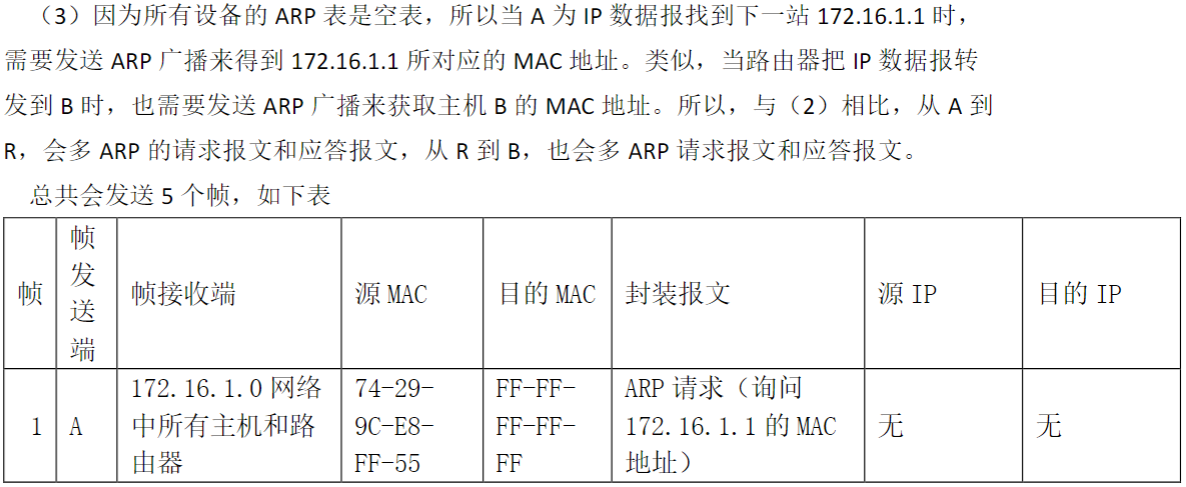 （3）因为所有设备的 ARP 表是空表，所以当 A 为 IP 数据报找到下一站 172.16.1.1 时，
需要发送 ARP 广播来得到 172.16.1.1 所对应的 MAC 地址。类似，当路由器把 IP 数据报转
发到 B 时，也需要发送 ARP 广播来获取主机 B 的 MAC 地址。所以，与（2）相比，从 A 到
R，会多 ARP 的请求报文和应答报文，从 R 到 B，也会多 ARP 请求报文和应答报文。
总共会发送 5 个帧，如下表
帧
帧
发
送
端
帧接收端
源 MAC
目的 MAC
封装报文
源 IP
目的 IP
1
A
172.16.1.0 网络
中所有主机和路
由器
74-29-
9C-E8-
FF-55
FF-FF-
FF-FF-
FF
ARP 请求（询问
172.16.1.1 的 MAC
地址）
无
无